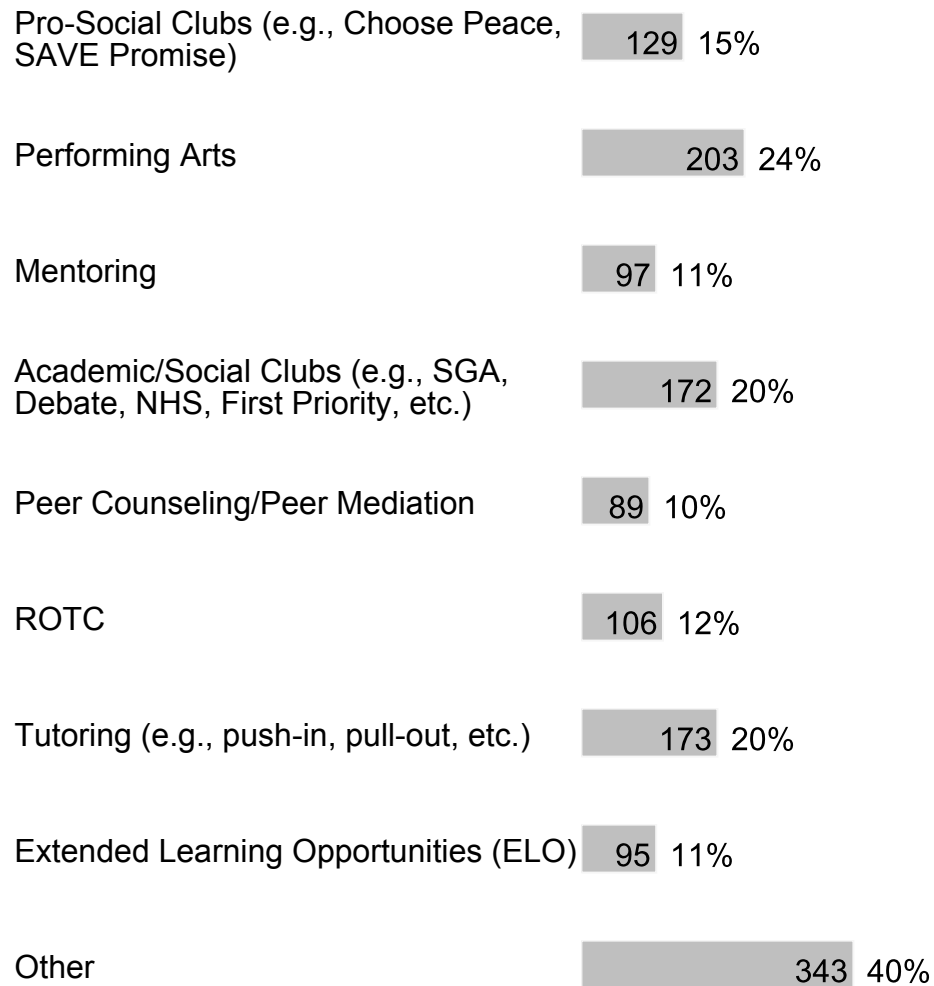 Pro-Social Clubs (e.g., Choose Peace,
SAVE Promise)
129 15%
Performing Arts
203 24%
Mentoring
97 11%
Academic/Social Clubs (e.g., SGA,
Debate, NHS, First Priority, etc.)
172 20%
Peer Counseling/Peer Mediation
89 10%
ROTC
106 12%
Tutoring (e.g., push-in, pull-out, etc.)
173 20%
Extended Learning Opportunities (ELO)
95 11%
Other
343 40%